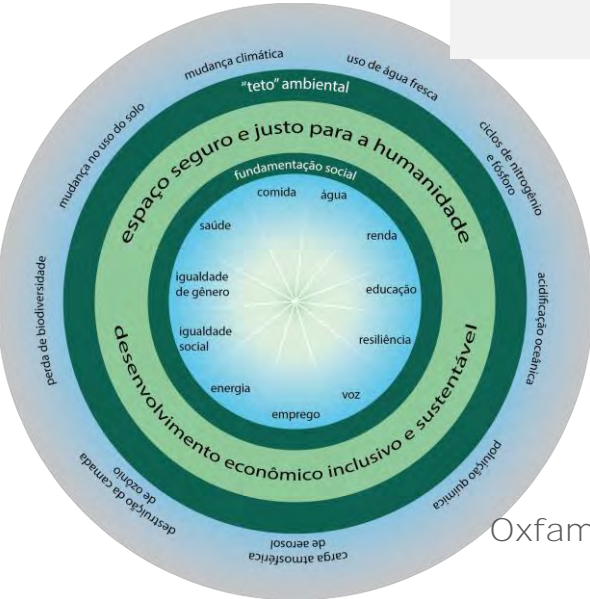 mudança climática
uso de água fresca
ciclos de nitrogênio
e fósforo
acidificação oceânica
poluição química
carga atmosférica
de aerosol
destruição da camada
de ozônio
perda de biodiversidade
mudança no uso do solo
"teto" ambiental
espaço seguro e justo para a humanidade
fundamentação social
comida
água
renda
educação
resiliência
voz
emprego
energia
igualdade
social
igualdade
de gênero
saúde
desenvolvimento econômico inclusivo e sustentável
Oxfam